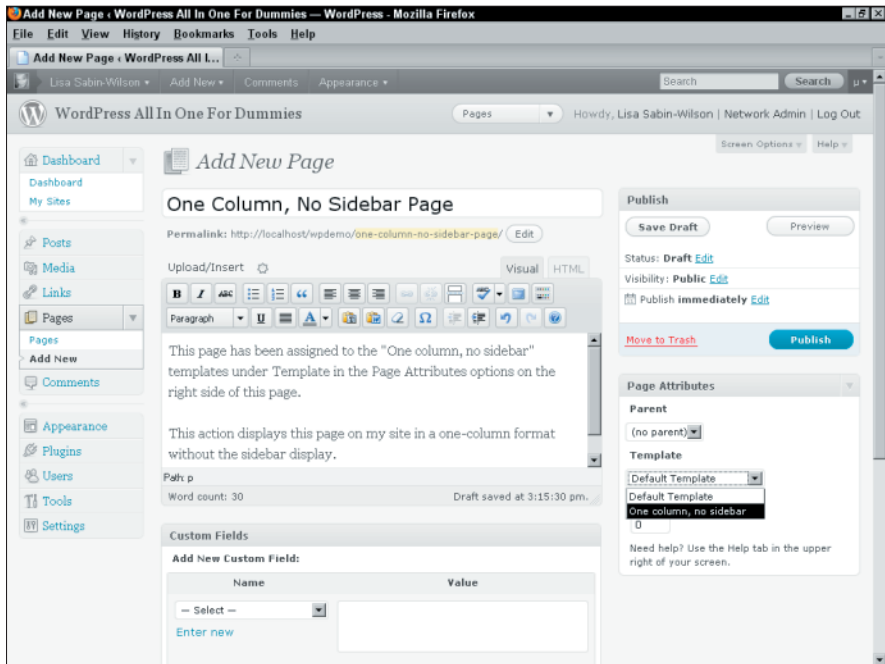 Add New Page ‹ WordPress All In One For Dummies — WordPress - Mozilla Firefox
File Edit View History Bookmarks Tools Help
Add New Page ‹ WordPress All I...
Lisa Sabin-Wilson Add New Comments Appearance Search Search
WordPress All In One For Dummies Pages Howdy, Lisa Sabin-Wilson | Network Admin | Log Out
Screen Options Help
Dashboard
Dashboard
My Sites
Posts
Media
Links
Pages
Pages
Add New
Comments
Appearance
Plugins
Users
Tools
Settings
Add New Page
One Column, No Sidebar Page
Permalink: http://localhost/wpdemo/one-column-no-sidebar-page/ Edit
Upload/Insert Visual HTML
B I ABC
Paragraph U A Ω
This page has been assigned to the "One column, no sidebar"
templates under Template in the Page Attributes options on the
right side of this page.
This action displays this page on my site in a one-column format
without the sidebar display.
Path: p
Word count: 30 Draft saved at 3:15:30 pm.
Custom Fields
Add New Custom Field:
Name Value
— Select —
Enter new
Publish
Save Draft Preview
Status: Draft Edit
Visibility: Public Edit
Publish immediately Edit
Move to Trash Publish
Page Attributes
Parent
(no parent)
Template
Default Template
Default Template
One column, no sidebar
0
Need help? Use the Help tab in the upper
right of your screen.